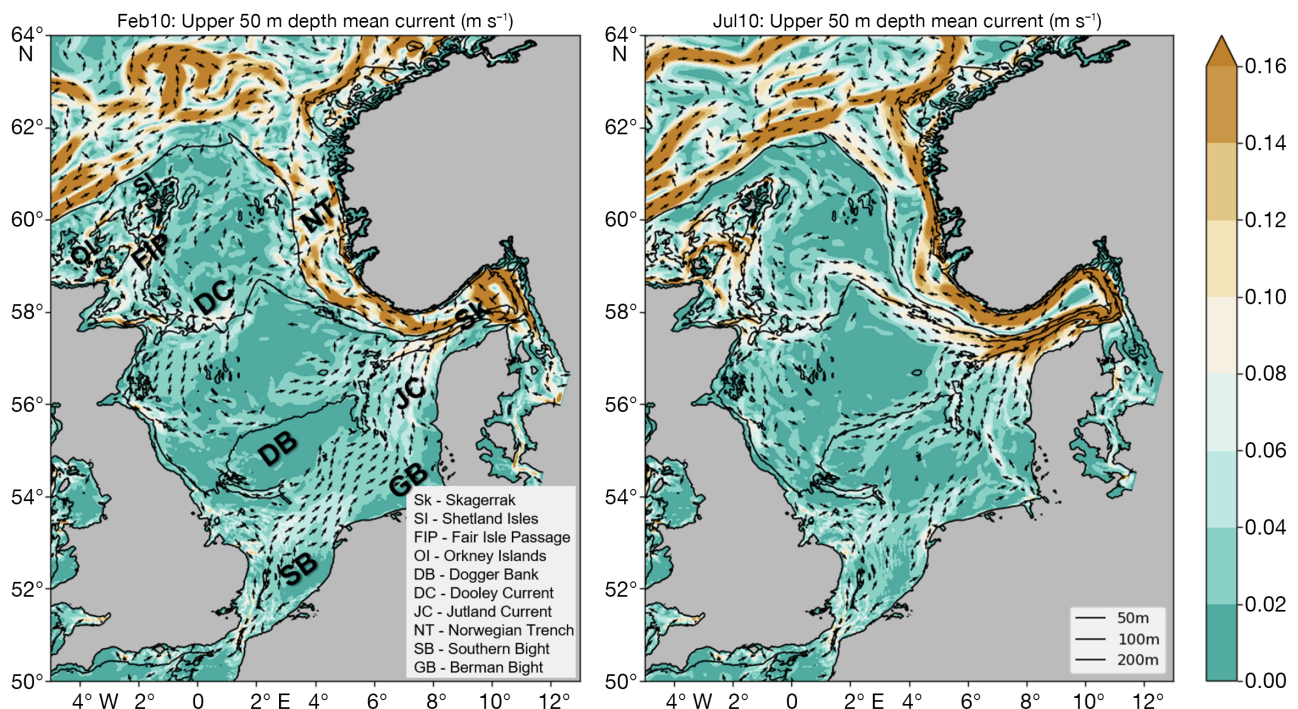 Feb10: Upper 50 m depth mean current (m s⁻¹)
Jul10: Upper 50 m depth mean current (m s⁻¹)
64°
N
62°
60°
58°
56°
54°
52°
50°
4° W 2° 0 2° E 4° 6° 8° 10° 12°
SI
OI
FIP
NT
DC
Sk
JC
DB
GB
SB
Sk - Skagerrak
SI - Shetland Isles
FIP - Fair Isle Passage
OI - Orkney Islands
DB - Dogger Bank
DC - Dooley Current
JC - Jutland Current
NT - Norwegian Trench
SB - Southern Bight
GB - Berman Bight
64°
N
62°
60°
58°
56°
54°
52°
50°
4° W 2° 0 2° E 4° 6° 8° 10° 12°
50m
100m
200m
0.16
0.14
0.12
0.10
0.08
0.06
0.04
0.02
0.00